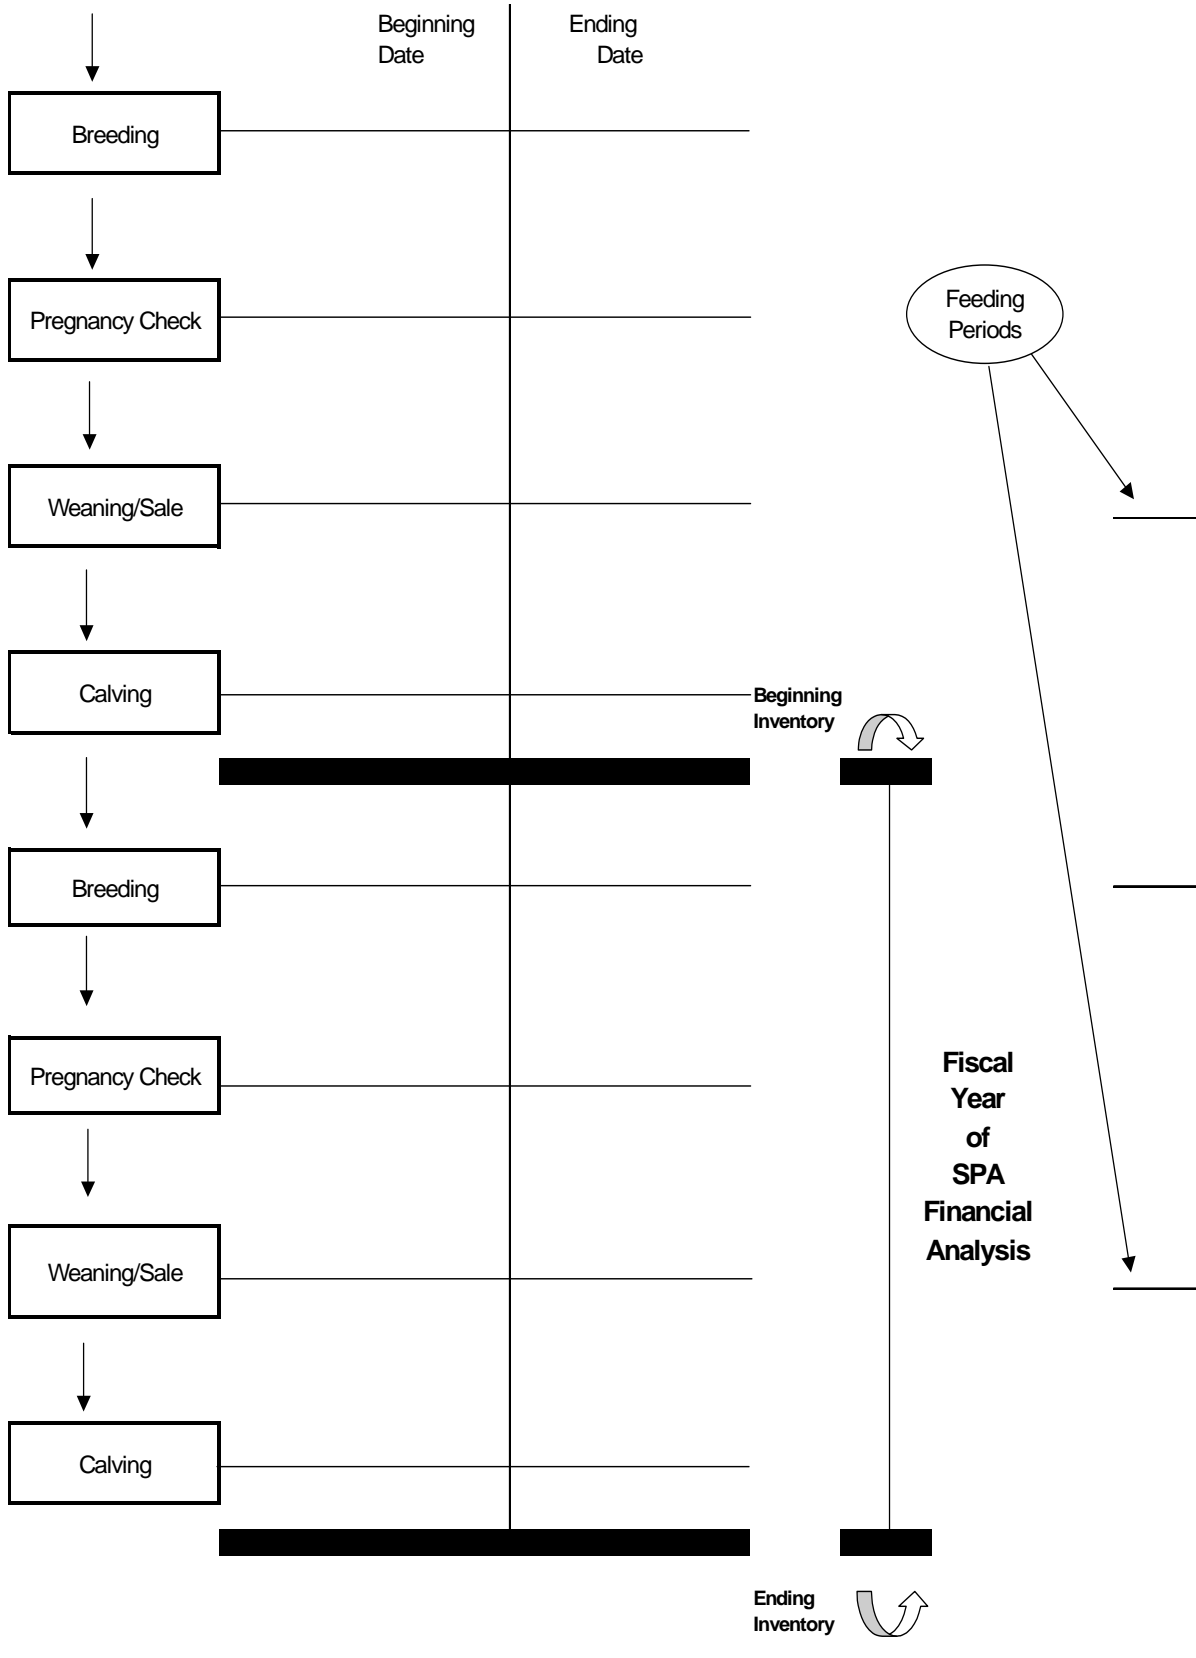 Beginning
Date
Ending
Date
Breeding
Pregnancy Check
Feeding
Periods
Weaning/Sale
Calving
Beginning
Inventory
Breeding
Pregnancy Check
Fiscal
Year
of
SPA
Financial
Analysis
Weaning/Sale
Calving
Ending
Inventory